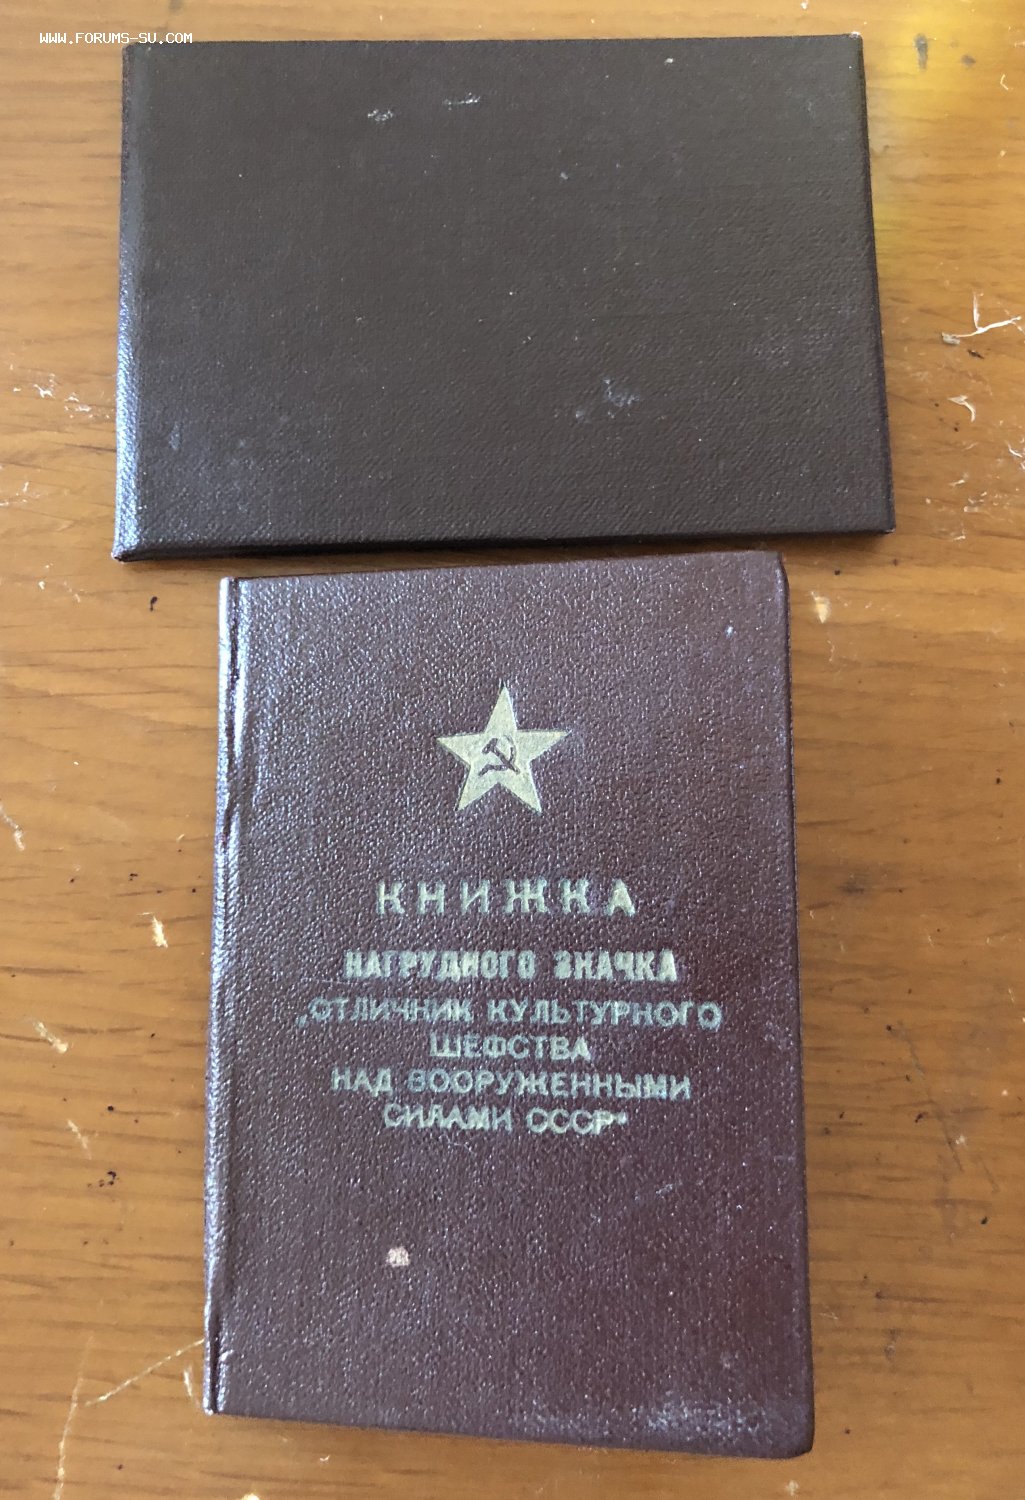 WWW.FORUMS-SU.COM
КНИЖКА
НАГРУДНОГО ЗНАЧКА
„ОТЛИЧНИК КУЛЬТУРНОГО
ШЕФСТВА
НАД ВООРУЖЕННЫМИ
СИЛАМИ СССР“